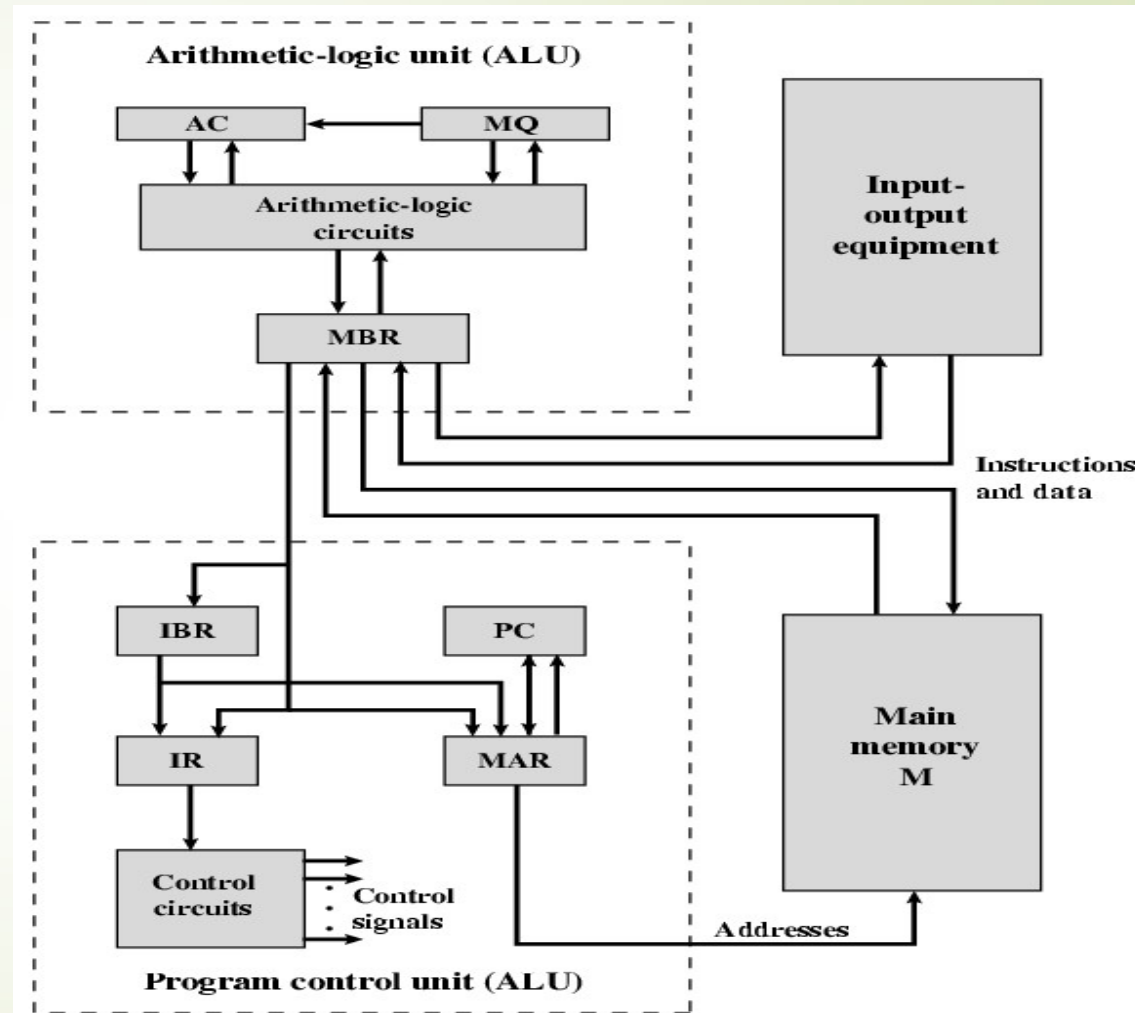 Arithmetic-logic unit (ALU)
AC
MQ
Arithmetic-logic
circuits
MBR
Input-
output
equipment
Instructions
and data
IBR
PC
IR
MAR
Main
memory
M
Control
circuits
Control
signals
Addresses
Program control unit (ALU)